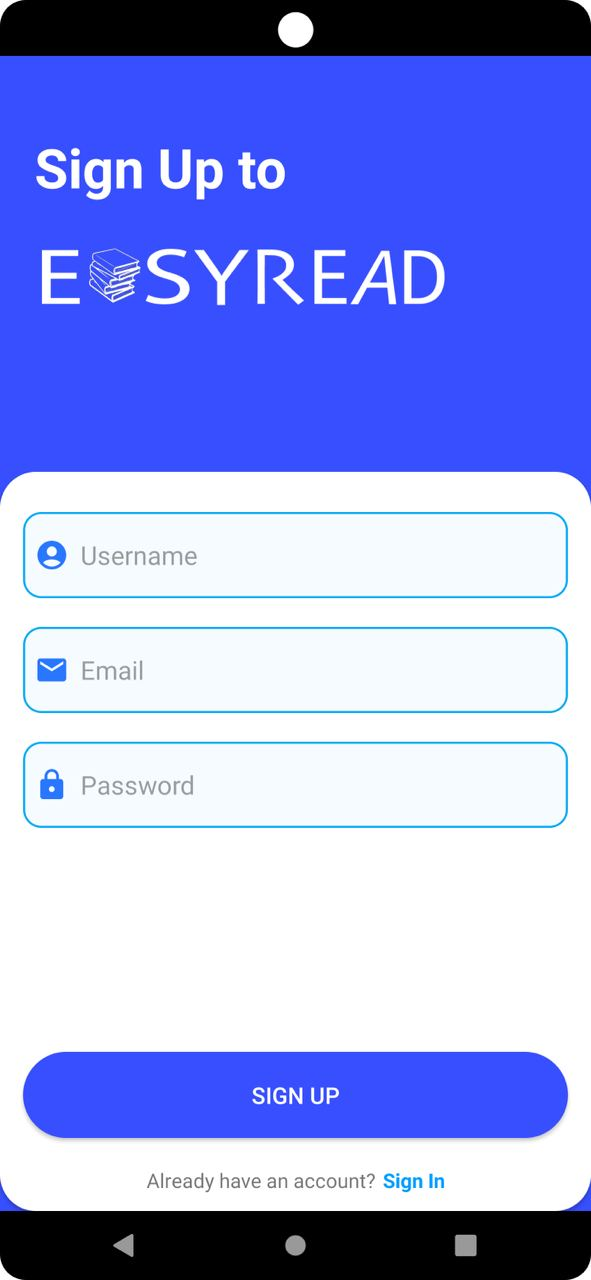 Sign Up to
EASYREAD
Username
Email
Password
SIGN UP
Already have an account? Sign In